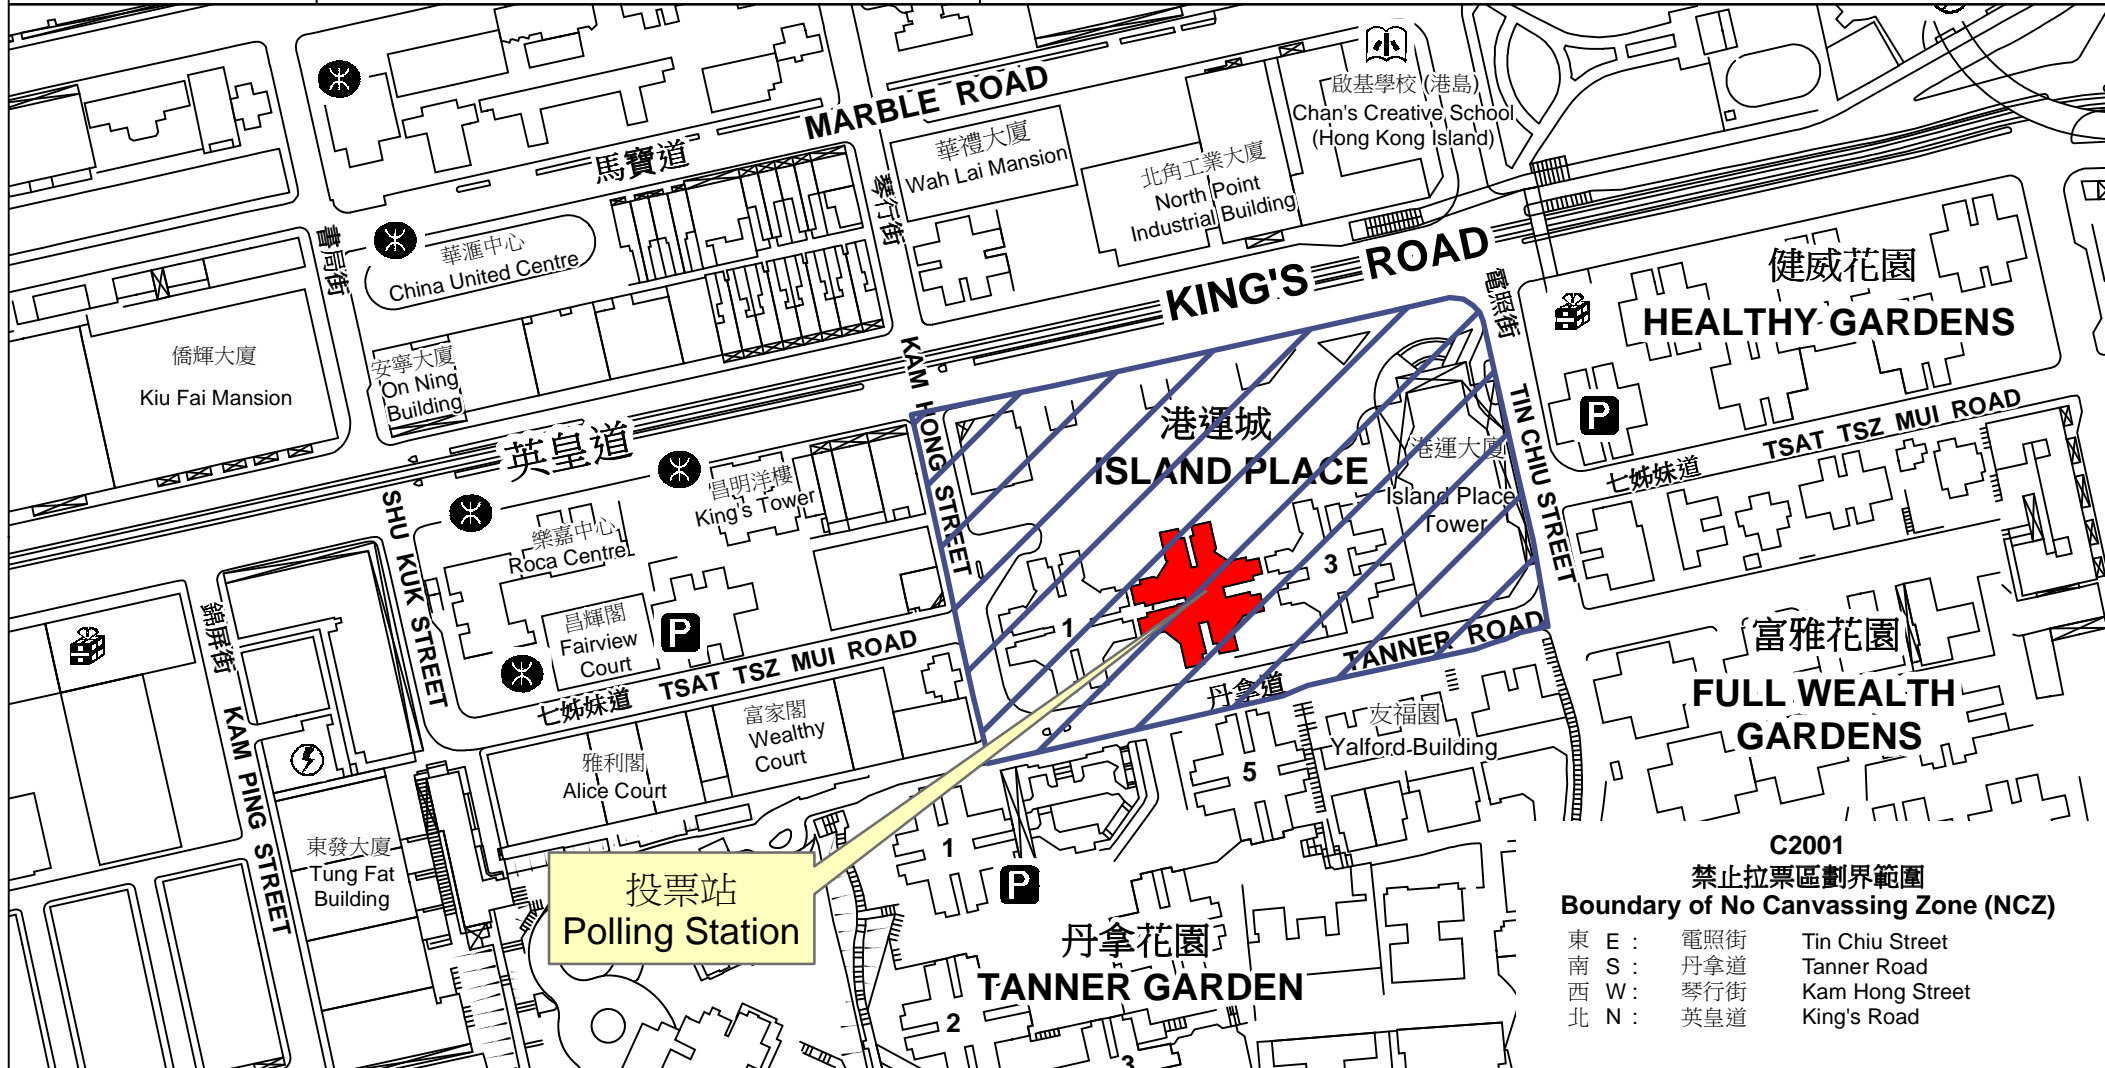 啟基學校 (港島)
Chan's Creative School
(Hong Kong Island)
MARBLE ROAD
馬寶道
華禮大廈
Wah Lai Mansion
北角工業大廈
North Point
Industrial Building
琴行街
書局街
華滙中心
China United Centre
KING'S ROAD
電照街
健威花園
HEALTHY GARDENS
僑輝大廈
Kiu Fai Mansion
安寧大廈
On Ning
Building
KAM HONG STREET
英皇道
港運城
ISLAND PLACE
港運大廈
Island Place
Tower
TIN CHIU STREET
P
TSAT TSZ MUI ROAD
七姊妹道
昌明洋樓
King's Tower
樂嘉中心
Roca Centre
SHU KUK STREET
昌輝閣
Fairview
Court
P
3
1
TANNER ROAD
丹拿道
錦屏街
KAM PING STREET
七姊妹道
TSAT TSZ MUI ROAD
富家閣
Wealthy
Court
雅利閣
Alice Court
友福園
Yalford Building
富雅花園
FULL WEALTH
GARDENS
東發大廈
Tung Fat
Building
1
5
P
投票站
Polling Station
丹拿花園
TANNER GARDEN
2
3
C2001
禁止拉票區劃界範圍
Boundary of No Canvassing Zone (NCZ)
東 E : 電照街 Tin Chiu Street
南 S : 丹拿道 Tanner Road
西 W : 琴行街 Kam Hong Street
北 N : 英皇道 King's Road